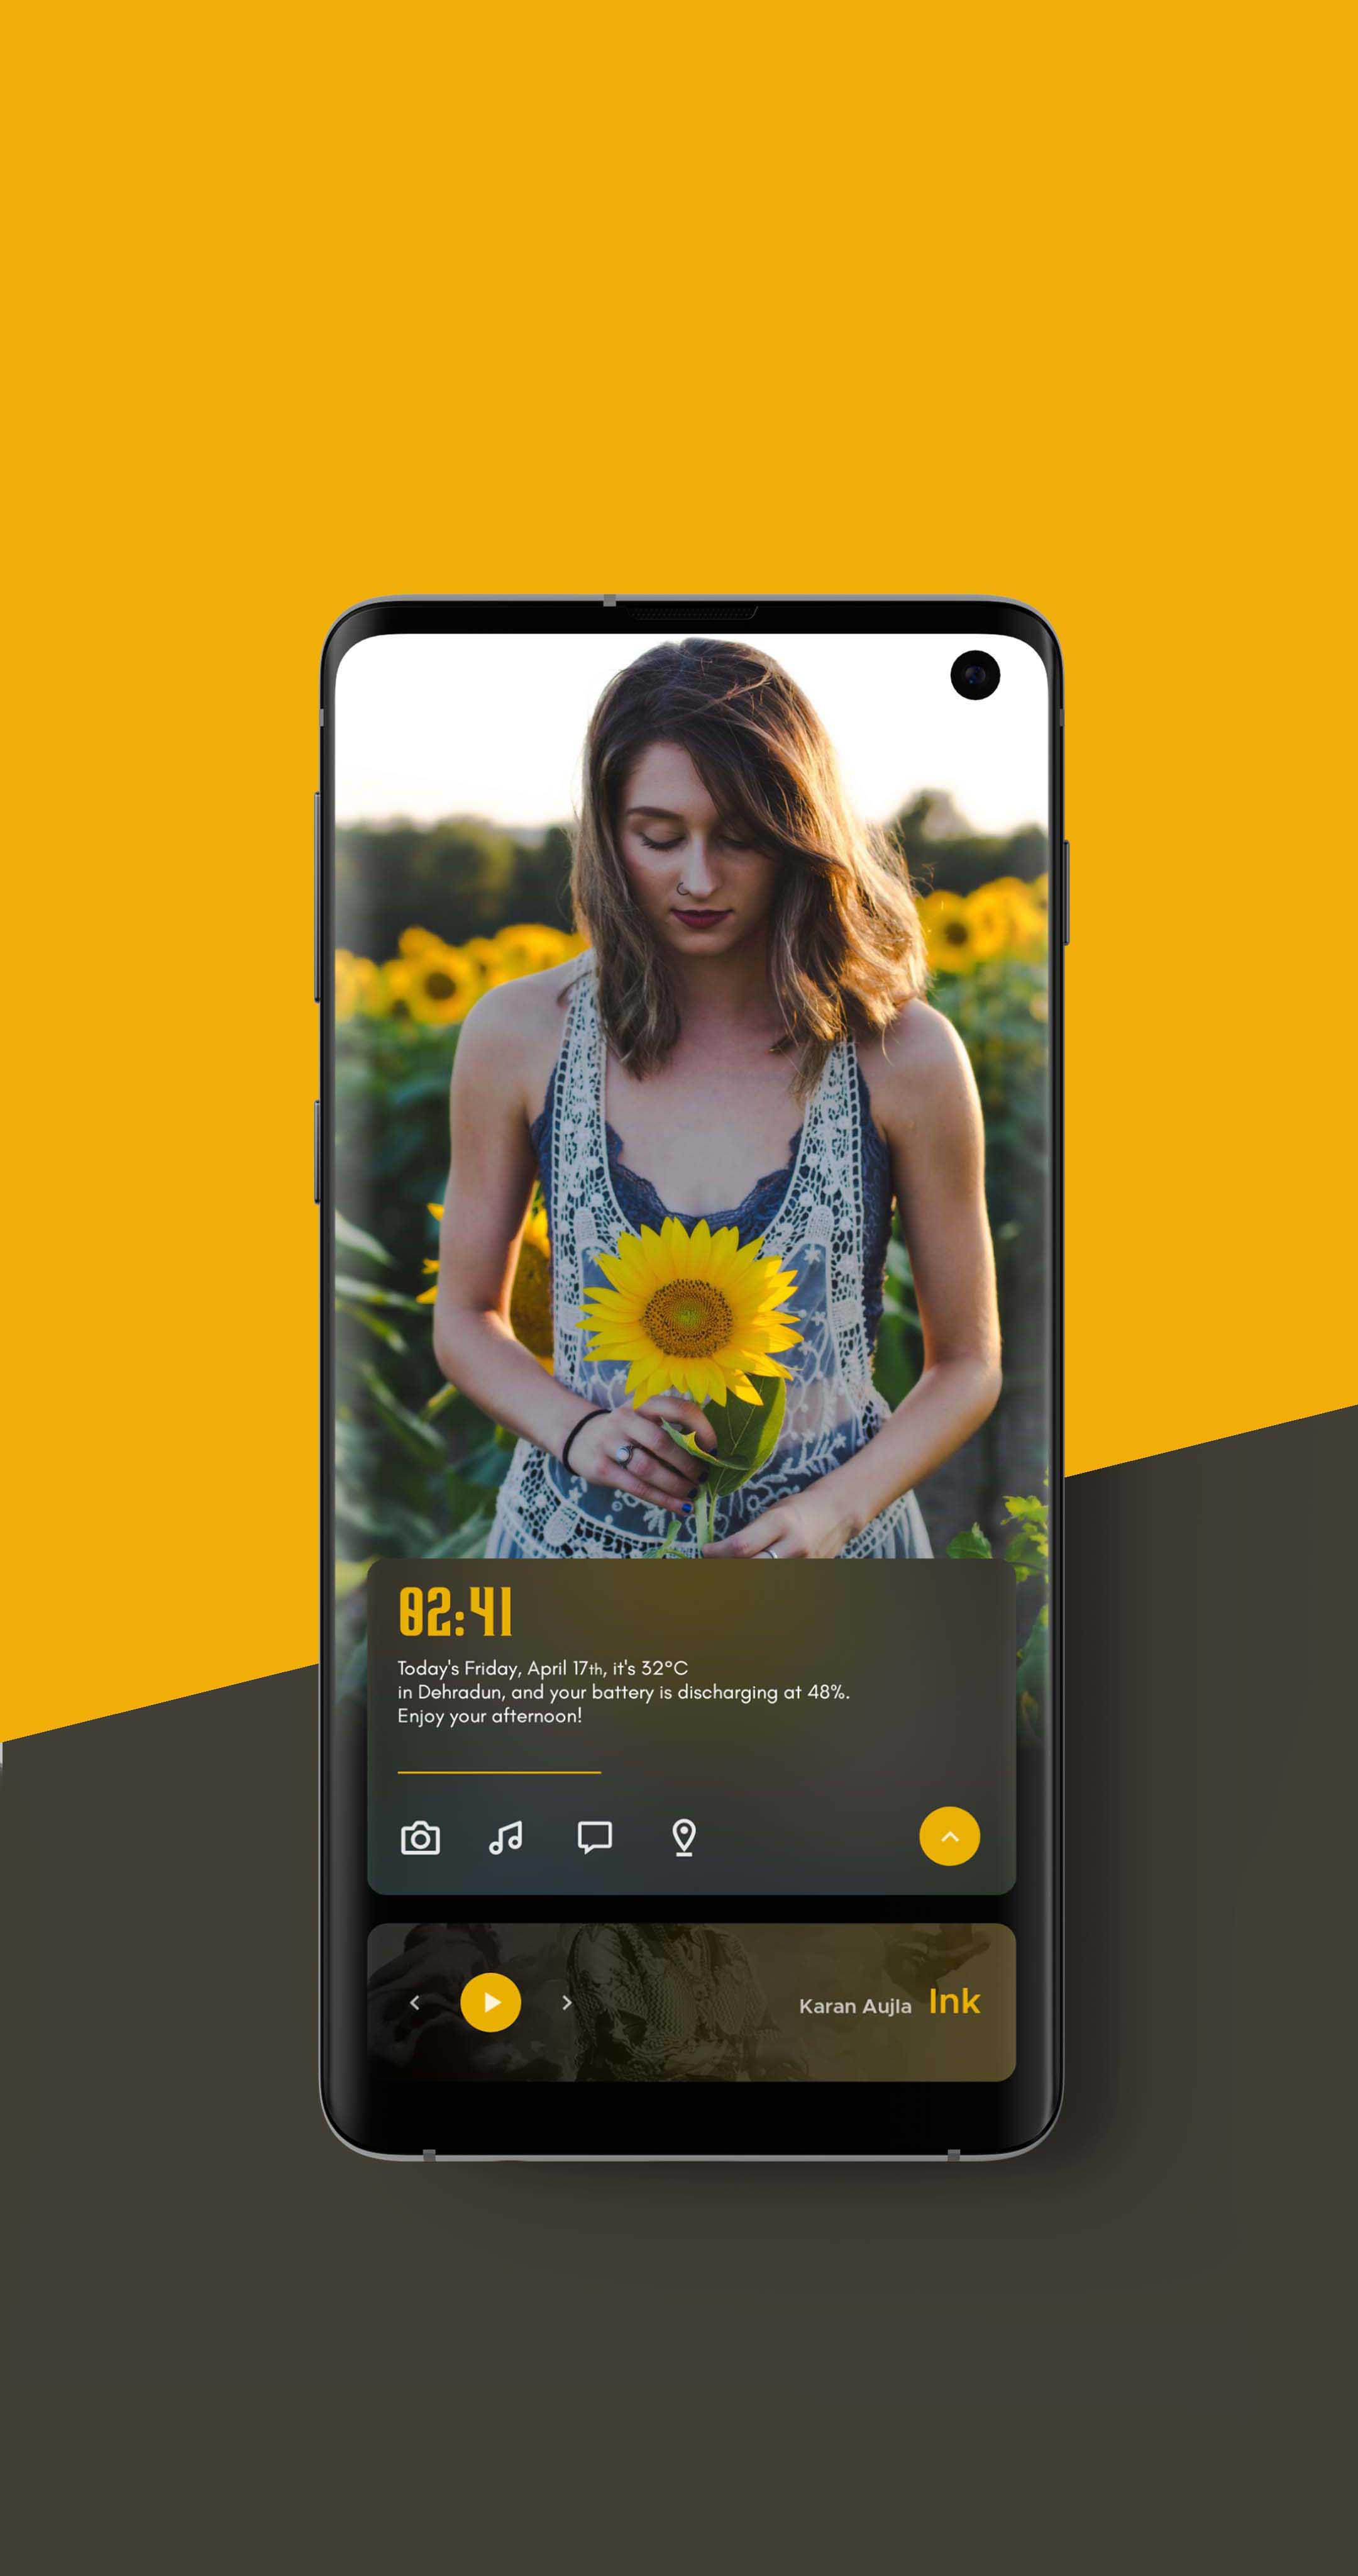 02:41
Today's Friday, April 17th, it's 32°C
in Dehradun, and your battery is discharging at 48%.
Enjoy your afternoon!
Karan Aujla Ink